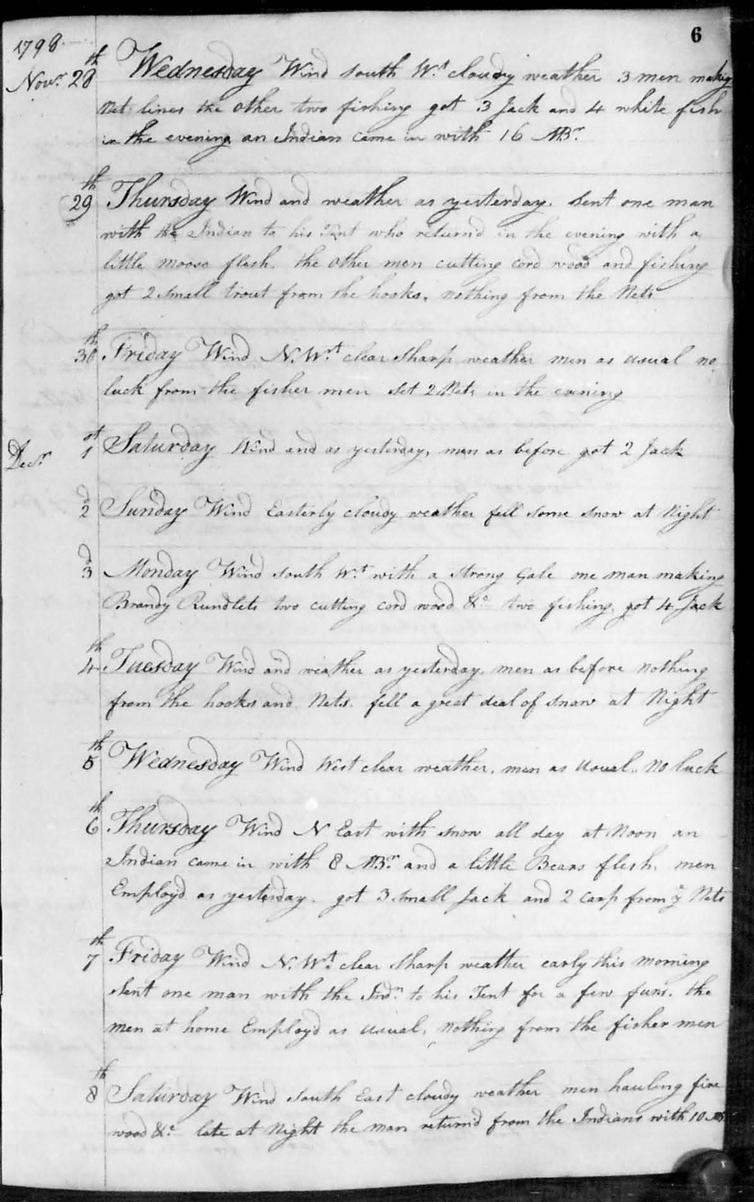 6
1798.
Novr 28th Wednesday Wind South Wt cloudy weather 3 men making
Net lines the other two fishing got 3 Jack and 4 white fish
in the evening an Indian came in with 16 MBr
29th Thursday Wind and weather as yesterday. Sent one man
with the Indian to his Tent who returnd in the evening with a
little moose flesh. the other men cutting cord wood and fishing
got 2 small trout from the hooks, nothing from the Nets
30th Friday Wind N. Wt clear sharp weather men as usual no
luck from the fisher men set 2 Nets in the evening
Decr 1st Saturday Wind and as yesterday, men as before got 2 Jack
2d Sunday Wind Easterly cloudy weather fell some snow at Night
3d Monday Wind South Wt with a strong Gale one man making
Brandy Rundlets two cutting cord wood &c two fishing, got 4 Jack
4th Tuesday Wind and weather as yesterday. men as before nothing
from the hooks and Nets. fell a great deal of snow at Night
5th Wednesday Wind West clear weather. men as usual. No luck
6th Thursday Wind N East with snow all day at Noon an
Indian came in with 8 MBr and a little Bears flesh. men
Employd as yesterday. got 3 small Jack and 2 Carp from ye Nets
7th Friday Wind N. Wt clear sharp weather early this morning
Sent one man with the Indn to his Tent for a few furs. the
men at home Employd as usual, nothing from the fisher men
8th Saturday Wind South East cloudy weather men hauling fire
wood &c late at Night the man returnd from the Indians with 10